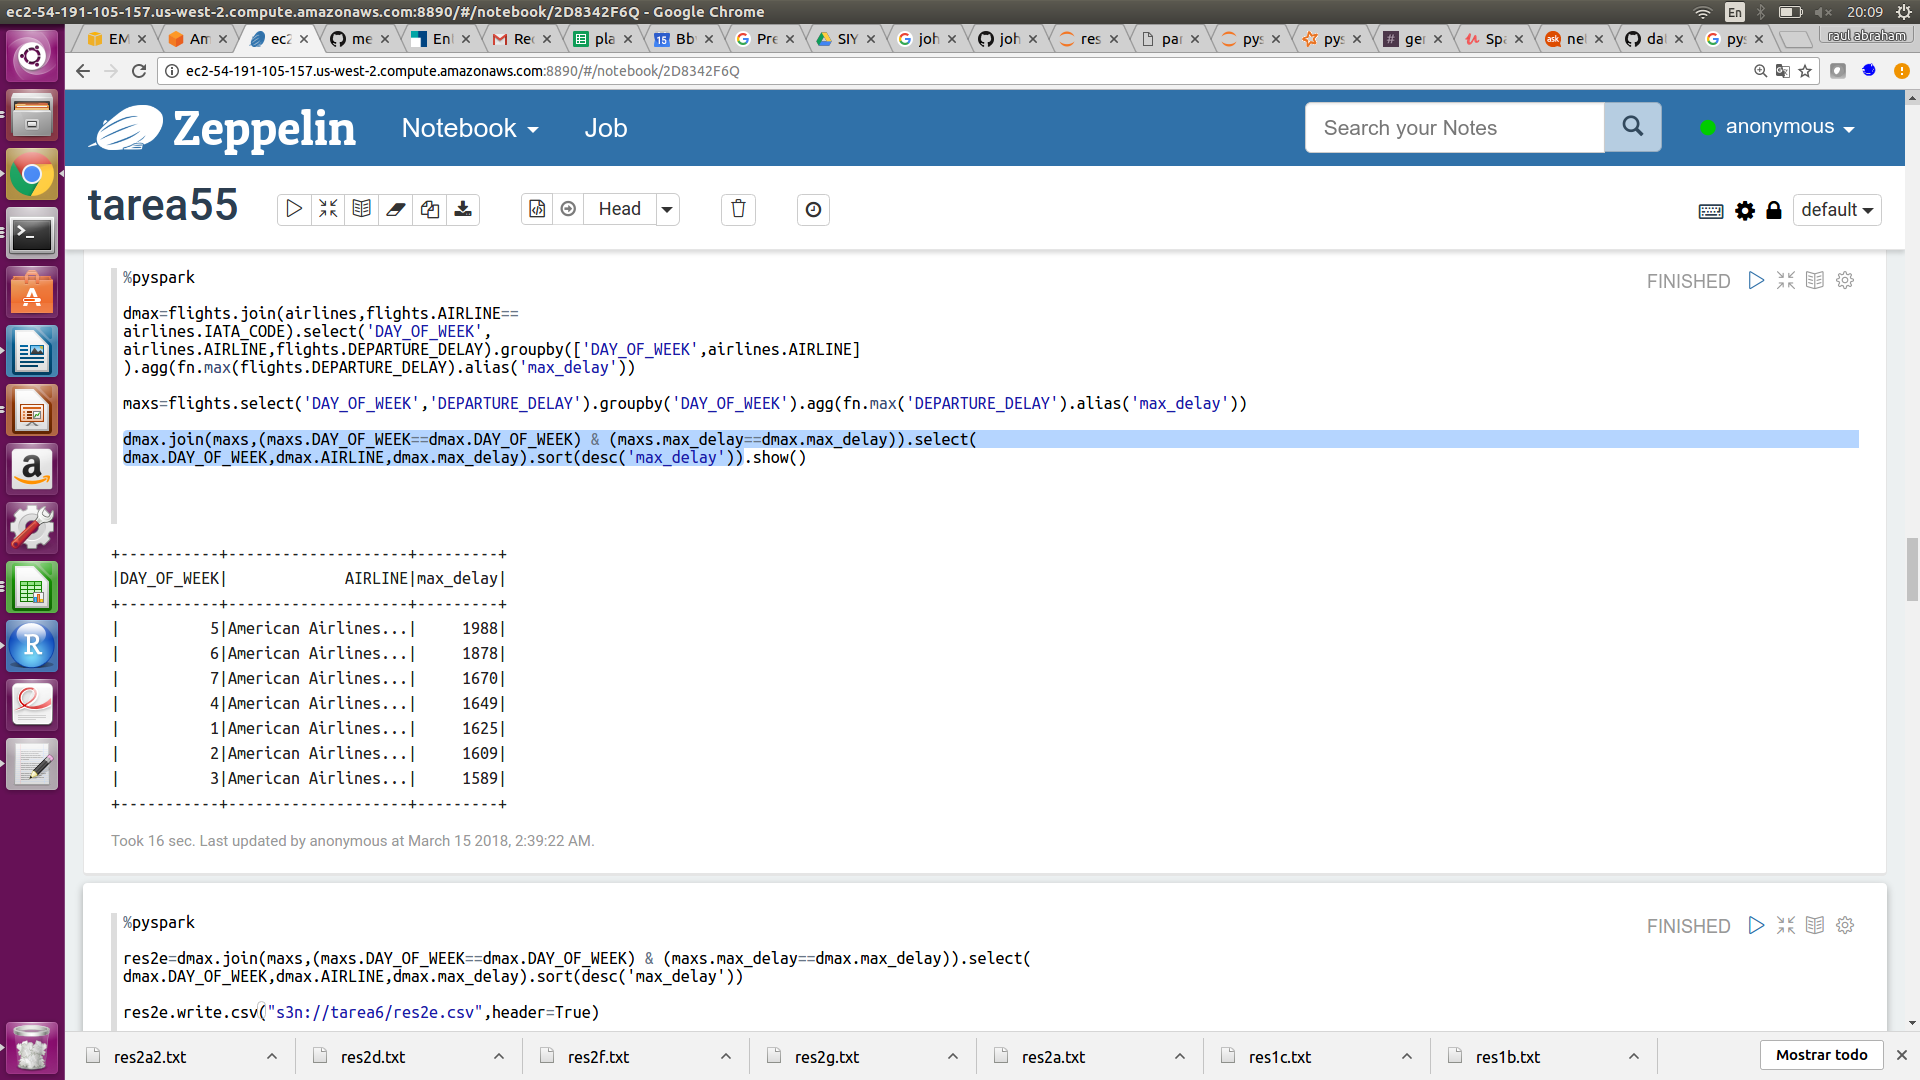 ec2-54-191-105-157.us-west-2.compute.amazonaws.com:8890/#/notebook/2D8342F6Q - Google Chrome
En
20:09
EM
Am
ec2
me
Enl
Rec
pla
15
Bby
Pre
SIY
joh
joh
res
par
pys
pys
ger
Spa
ask
nel
dat
pys
raul abraham
ec2-54-191-105-157.us-west-2.compute.amazonaws.com:8890/#/notebook/2D8342F6Q
Zeppelin
Notebook
Job
Search your Notes
anonymous
tarea55
Head
default
%pyspark
FINISHED
dmax=flights.join(airlines,flights.AIRLINE==
airlines.IATA_CODE).select('DAY_OF_WEEK',
airlines.AIRLINE,flights.DEPARTURE_DELAY).groupby(['DAY_OF_WEEK',airlines.AIRLINE]
).agg(fn.max(flights.DEPARTURE_DELAY).alias('max_delay'))
maxs=flights.select('DAY_OF_WEEK','DEPARTURE_DELAY').groupby('DAY_OF_WEEK').agg(fn.max('DEPARTURE_DELAY').alias('max_delay'))
dmax.join(maxs,(maxs.DAY_OF_WEEK==dmax.DAY_OF_WEEK) & (maxs.max_delay==dmax.max_delay)).select(
dmax.DAY_OF_WEEK,dmax.AIRLINE,dmax.max_delay).sort(desc('max_delay')).show()
+-----------+--------------------+---------+
|DAY_OF_WEEK|             AIRLINE|max_delay|
+-----------+--------------------+---------+
|          5|American Airlines...|     1988|
|          6|American Airlines...|     1878|
|          7|American Airlines...|     1670|
|          4|American Airlines...|     1649|
|          1|American Airlines...|     1625|
|          2|American Airlines...|     1609|
|          3|American Airlines...|     1589|
+-----------+--------------------+---------+
Took 16 sec. Last updated by anonymous at March 15 2018, 2:39:22 AM.
%pyspark
FINISHED
res2e=dmax.join(maxs,(maxs.DAY_OF_WEEK==dmax.DAY_OF_WEEK) & (maxs.max_delay==dmax.max_delay)).select(
dmax.DAY_OF_WEEK,dmax.AIRLINE,dmax.max_delay).sort(desc('max_delay'))
res2e.write.csv("s3n://tarea6/res2e.csv",header=True)
res2a2.txt
res2d.txt
res2f.txt
res2g.txt
res2a.txt
res1c.txt
res1b.txt
Mostrar todo